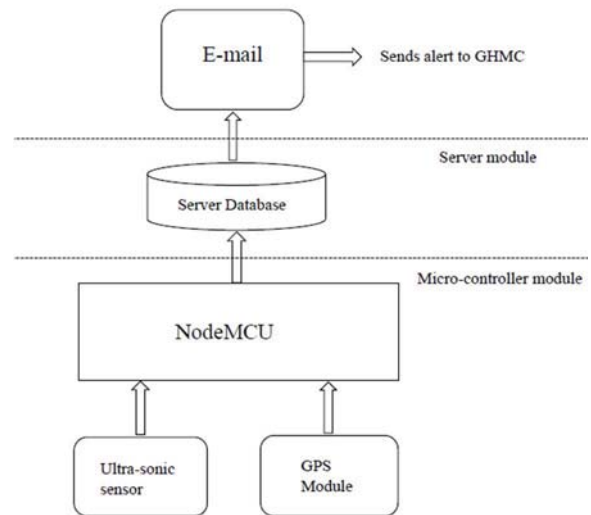 E-mail
Sends alert to GHMC
Server module
Server Database
Micro-controller module
NodeMCU
Ultra-sonic
sensor
GPS
Module